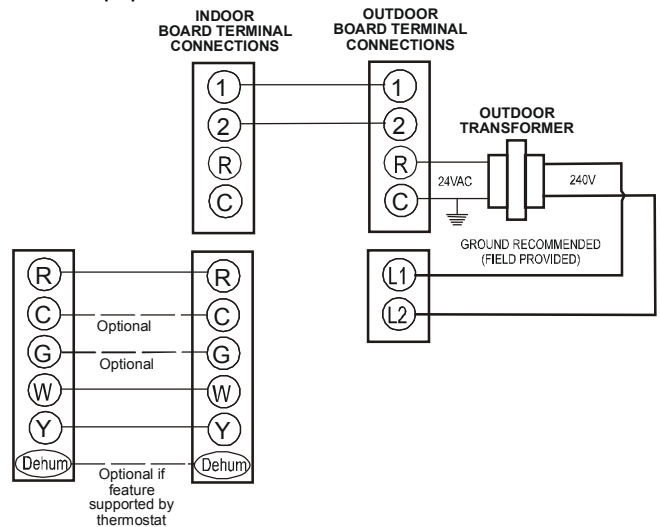 INDOOR
BOARD TERMINAL
CONNECTIONS
OUTDOOR
BOARD TERMINAL
CONNECTIONS
1
2
R
C
1
2
R
C
OUTDOOR
TRANSFORMER
24VAC
240V
GROUND RECOMMENDED
(FIELD PROVIDED)
L1
L2
R
C
G
W
Y
Dehum
Optional
Optional
Optional if
feature
supported by
thermostat
R
C
G
W
Y
Dehum